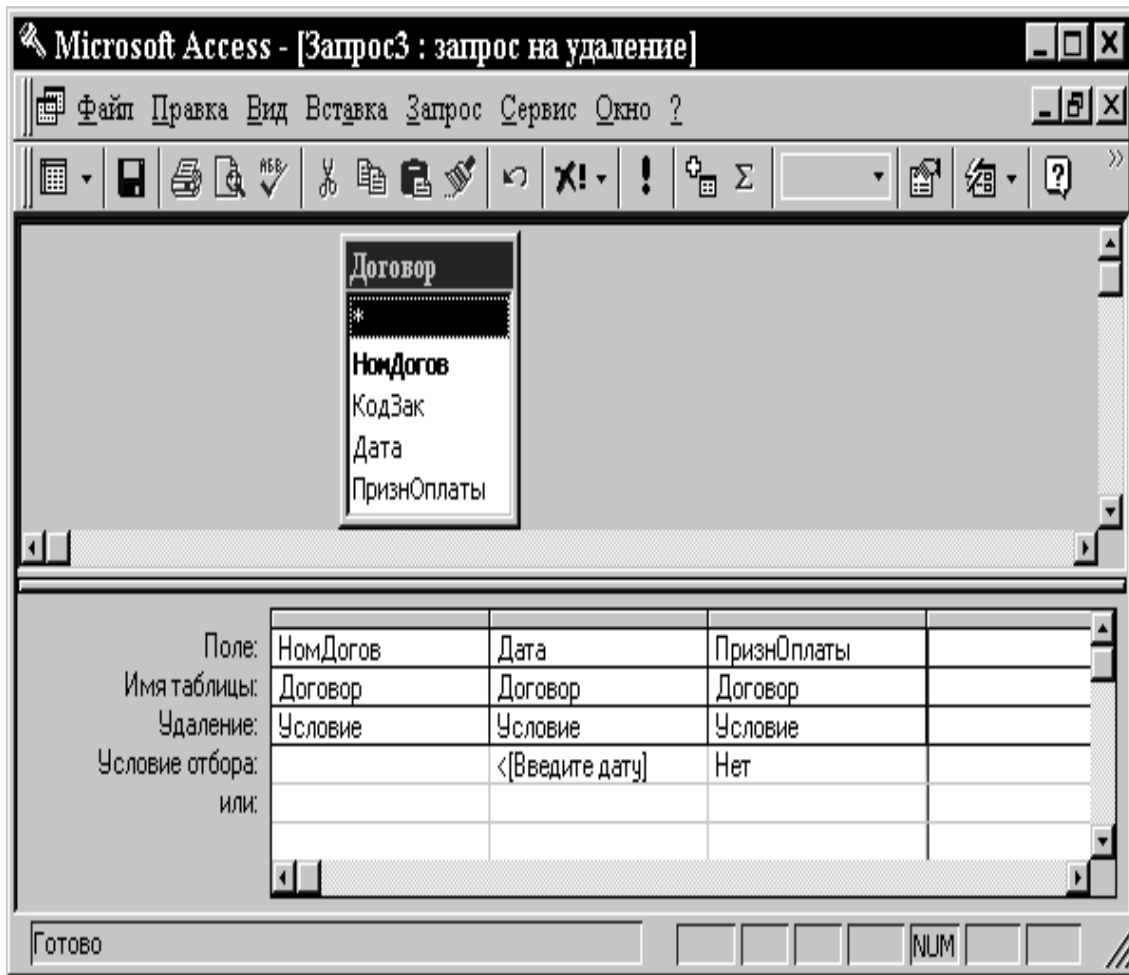 Microsoft Access - [Запрос3 : запрос на удаление]
Файл Правка Вид Вставка Запрос Сервис Окно ?
АБВ
Σ
Договор
*
НомДогов
КодЗак
Дата
ПризнОплаты
Поле: НомДогов Дата ПризнОплаты
Имя таблицы: Договор Договор Договор
Удаление: Условие Условие Условие
Условие отбора: <[Введите дату] Нет
или:
Готово NUM